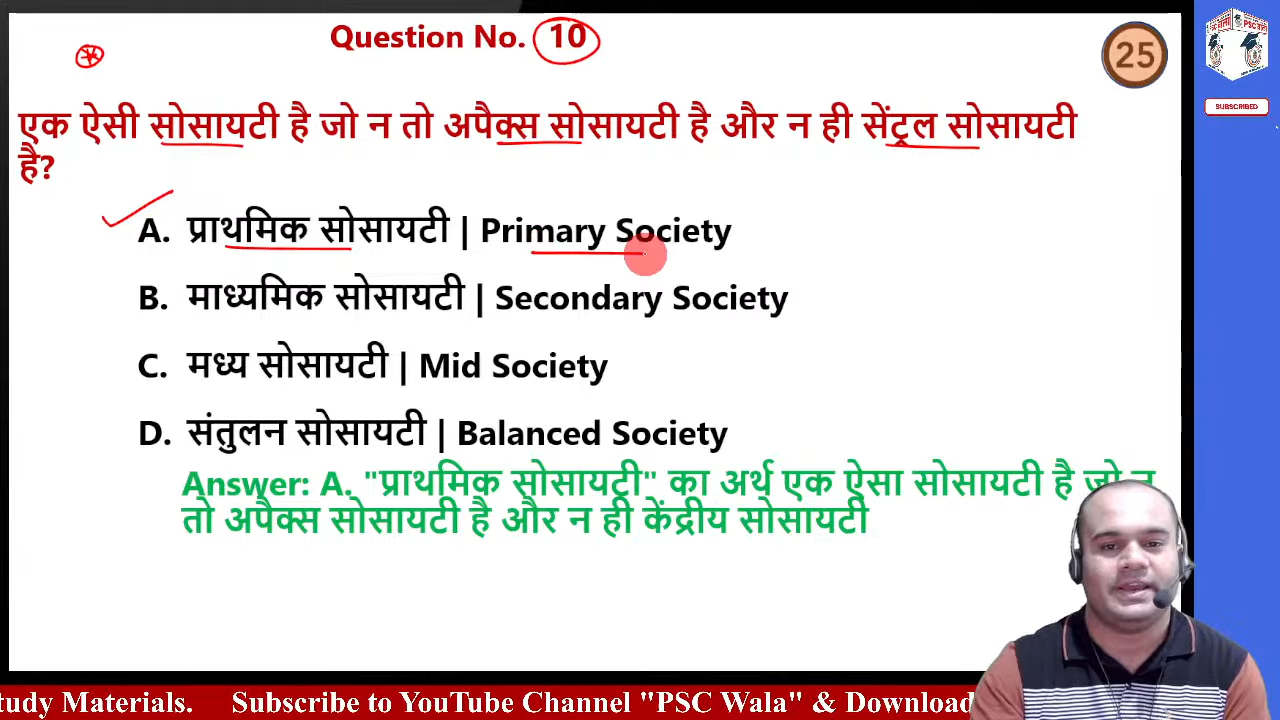 Question No. 10
25
SUBSCRIBED
एक ऐसी सोसायटी है जो न तो अपैक्स सोसायटी है और न ही सेंट्रल सोसायटी
है?
A. प्राथमिक सोसायटी | Primary Society
B. माध्यमिक सोसायटी | Secondary Society
C. मध्य सोसायटी | Mid Society
D. संतुलन सोसायटी | Balanced Society
Answer: A. "प्राथमिक सोसायटी" का अर्थ एक ऐसा सोसायटी है जो न
तो अपैक्स सोसायटी है और न ही केंद्रीय सोसायटी
tudy Materials. Subscribe to YouTube Channel "PSC Wala" & Download